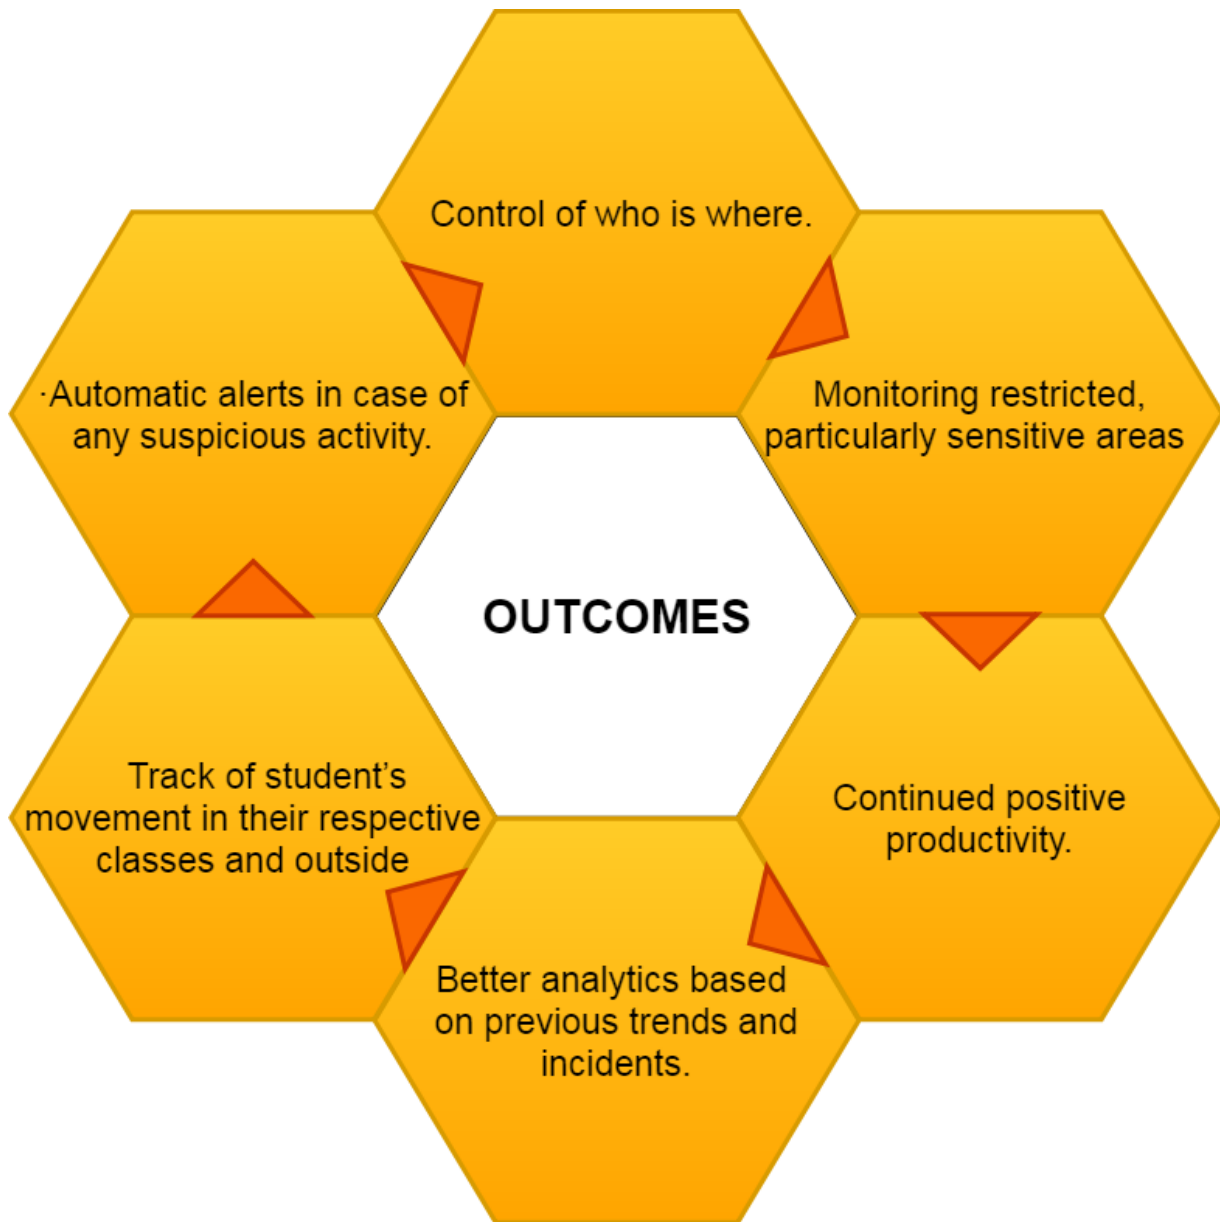 Control of who is where.
·Automatic alerts in case of
any suspicious activity.
Monitoring restricted,
particularly sensitive areas
OUTCOMES
Track of student’s
movement in their respective
classes and outside
Continued positive
productivity.
Better analytics based
on previous trends and
incidents.